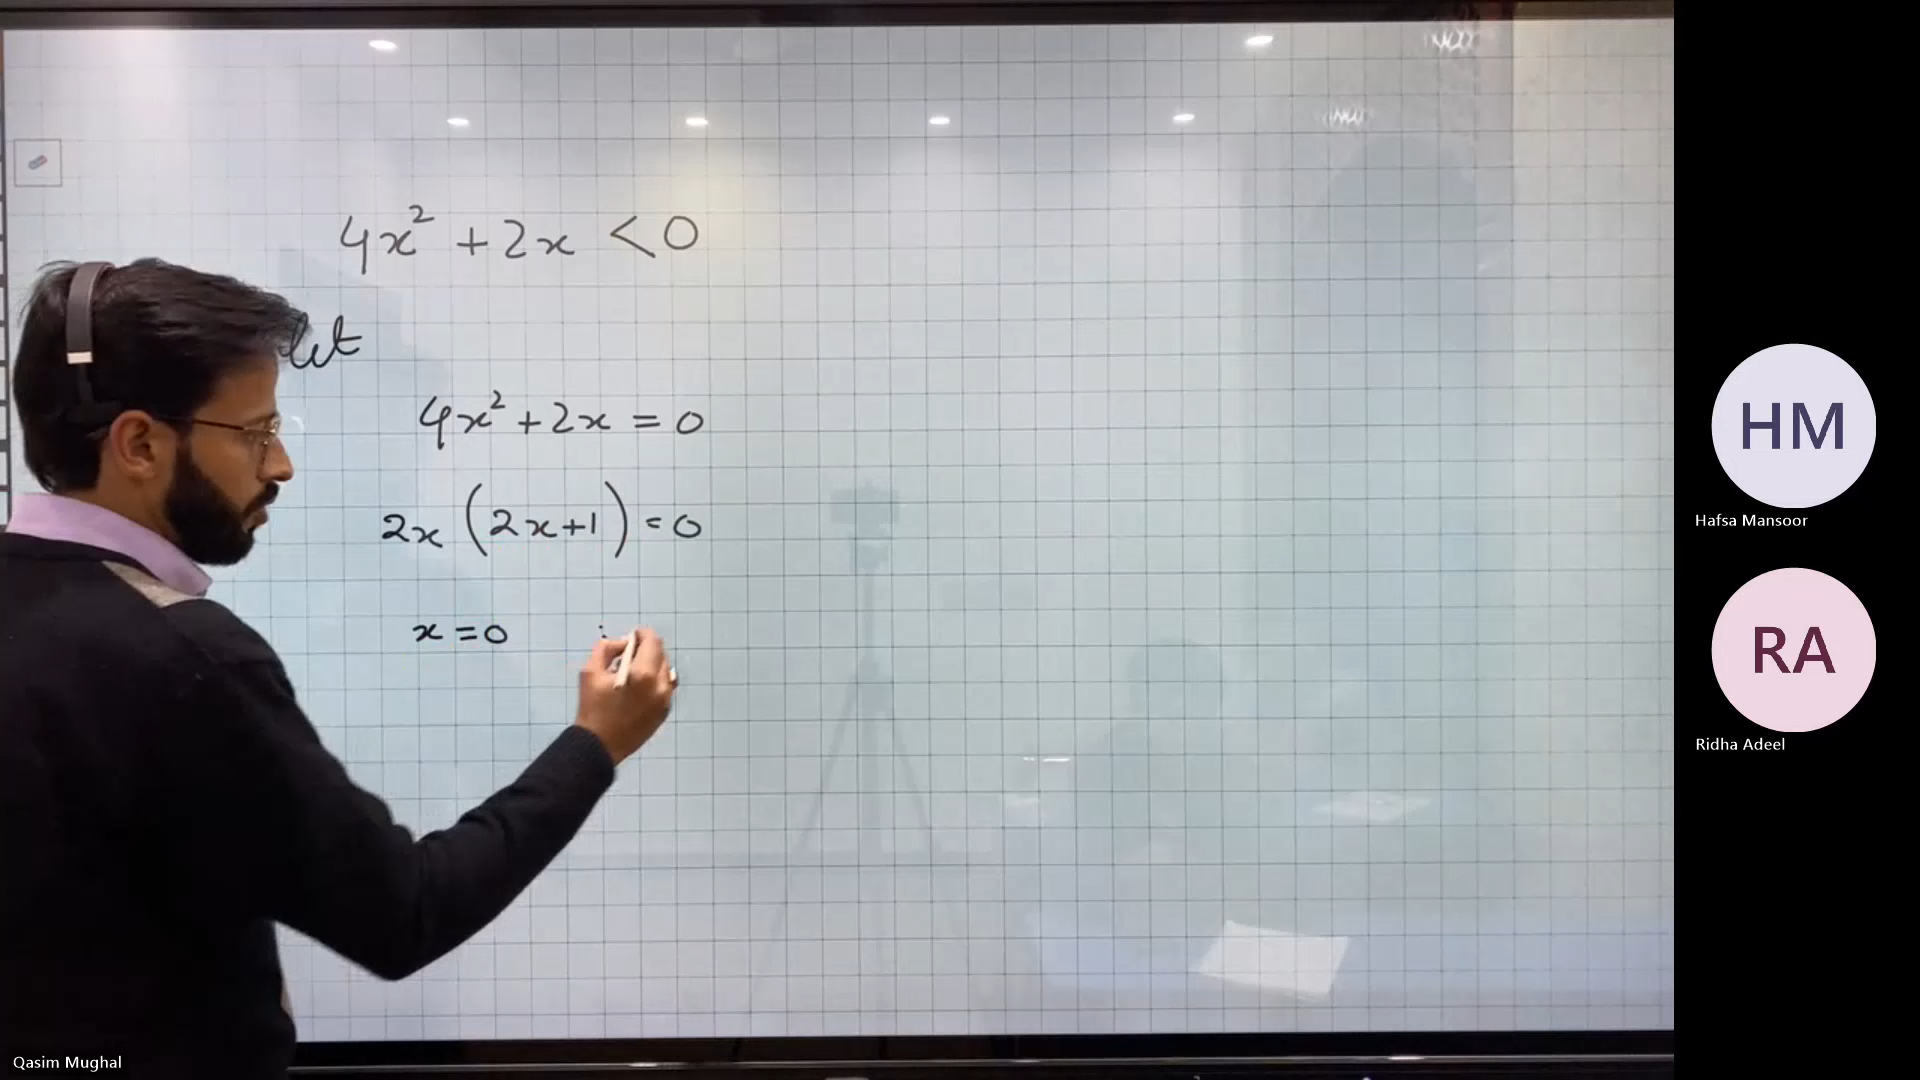 4x² + 2x < 0
let
4x² + 2x = 0
2x (2x+1) = 0
x = 0
HM
Hafsa Mansoor
RA
Ridha Adeel
Qasim Mughal